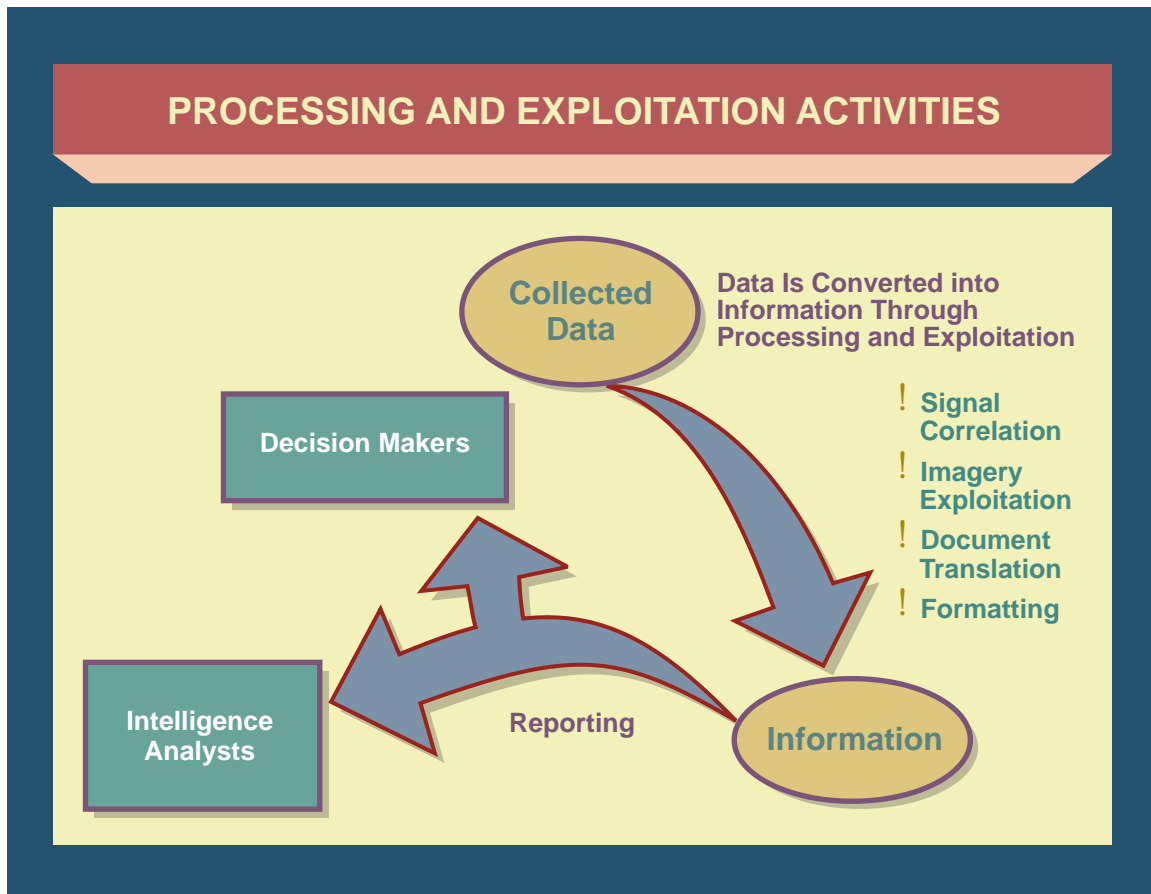 PROCESSING AND EXPLOITATION ACTIVITIES
Collected
Data
Data Is Converted into
Information Through
Processing and Exploitation
! Signal
Correlation
! Imagery
Exploitation
! Document
Translation
! Formatting
Decision Makers
Intelligence
Analysts
Reporting
Information